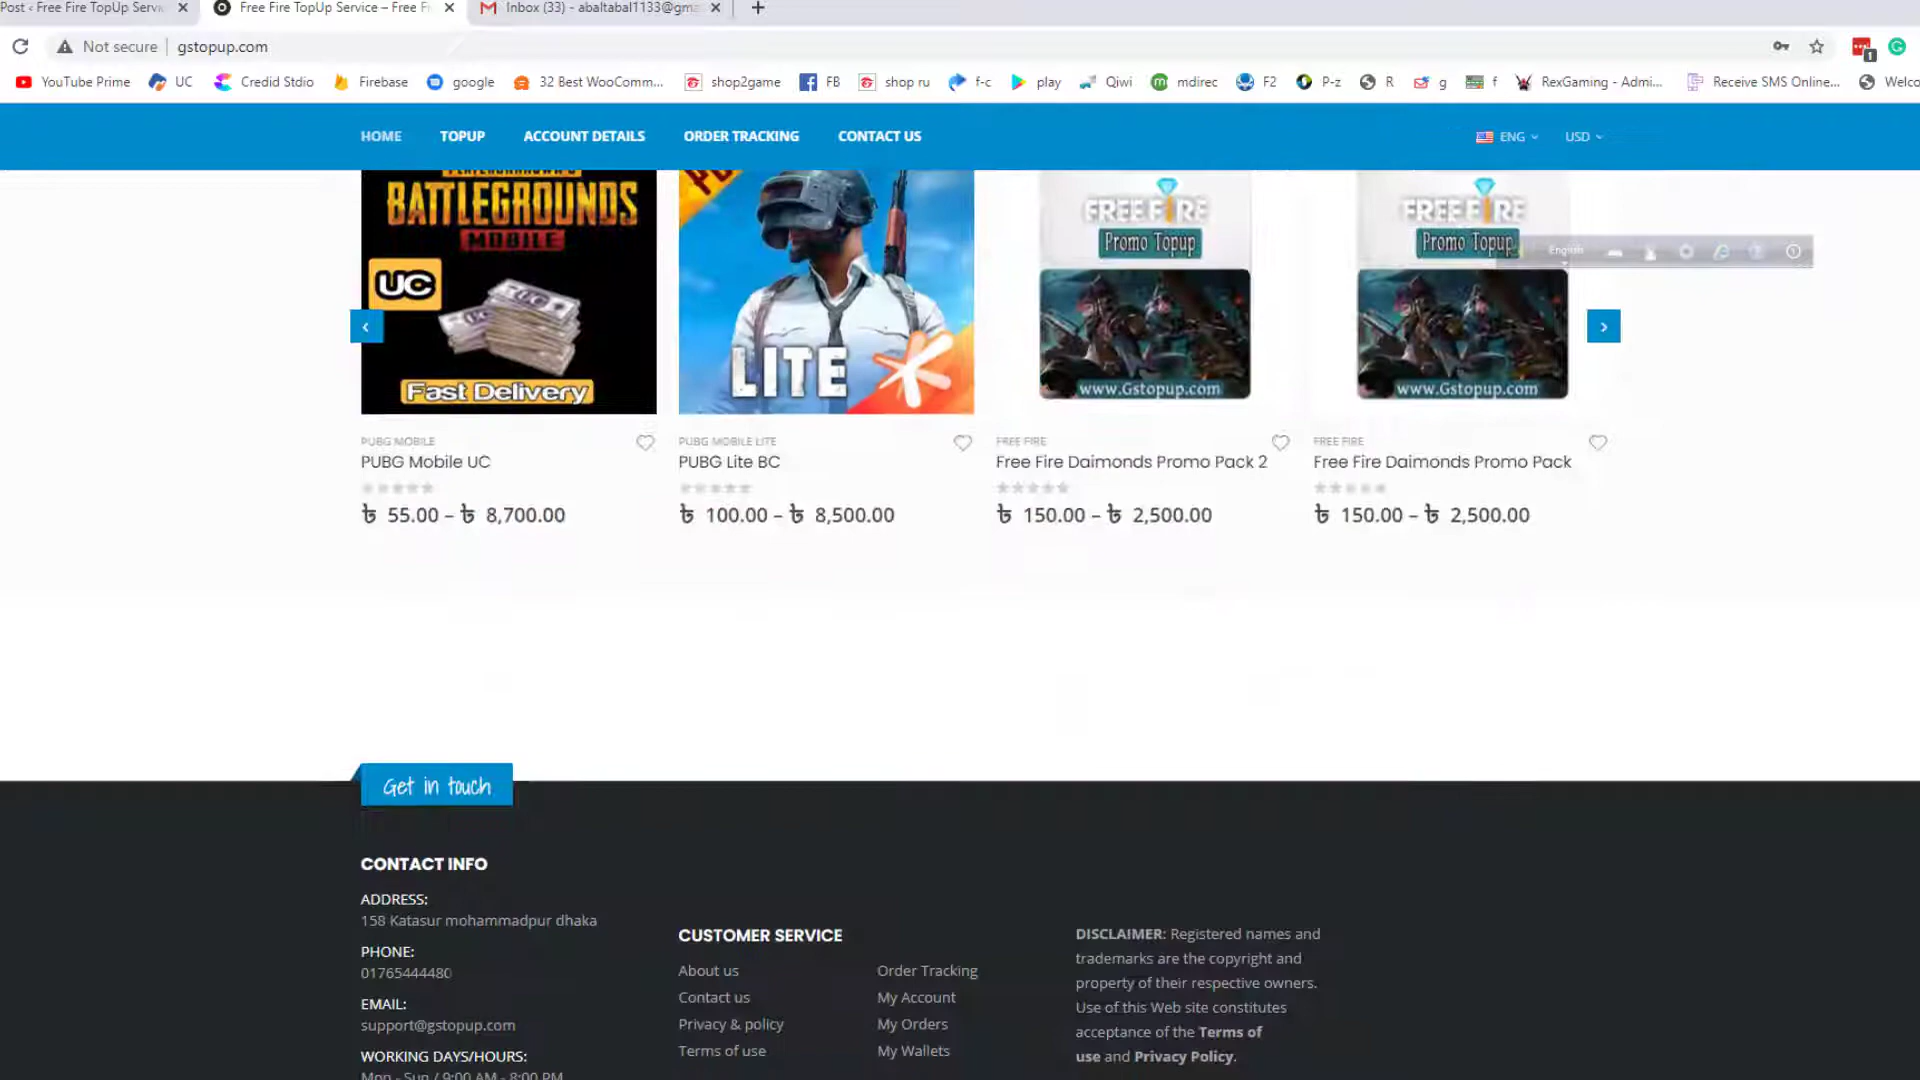 Post ‹ Free Fire TopUp Servi
Free Fire TopUp Service – Free F
Inbox (33) - abaltabal1133@gma
Not secure
gstopup.com
YouTube Prime
UC
Credid Stdio
Firebase
google
32 Best WooComm...
shop2game
FB
shop ru
f-c
play
Qiwi
mdirec
F2
P-z
R
g
f
RexGaming - Admi...
Receive SMS Online...
Welco
HOME
TOPUP
ACCOUNT DETAILS
ORDER TRACKING
CONTACT US
ENG
USD
BATTLEGROUNDS
MOBILE
UC
Fast Delivery
LITE
FREE FIRE
Promo Topup
www.Gstopup.com
FREE FIRE
Promo Topup
www.Gstopup.com
English
PUBG MOBILE
PUBG Mobile UC
৳ 55.00 – ৳ 8,700.00
PUBG MOBILE LITE
PUBG Lite BC
৳ 100.00 – ৳ 8,500.00
FREE FIRE
Free Fire Daimonds Promo Pack 2
৳ 150.00 – ৳ 2,500.00
FREE FIRE
Free Fire Daimonds Promo Pack
৳ 150.00 – ৳ 2,500.00
Get in touch
CONTACT INFO
ADDRESS:
158 Katasur mohammadpur dhaka
PHONE:
01765444480
EMAIL:
support@gstopup.com
WORKING DAYS/HOURS:
Mon - Sun / 9:00 AM - 8:00 PM
CUSTOMER SERVICE
About us
Contact us
Privacy & policy
Terms of use
Order Tracking
My Account
My Orders
My Wallets
DISCLAIMER: Registered names and
trademarks are the copyright and
property of their respective owners.
Use of this Web site constitutes
acceptance of the Terms of
use and Privacy Policy.